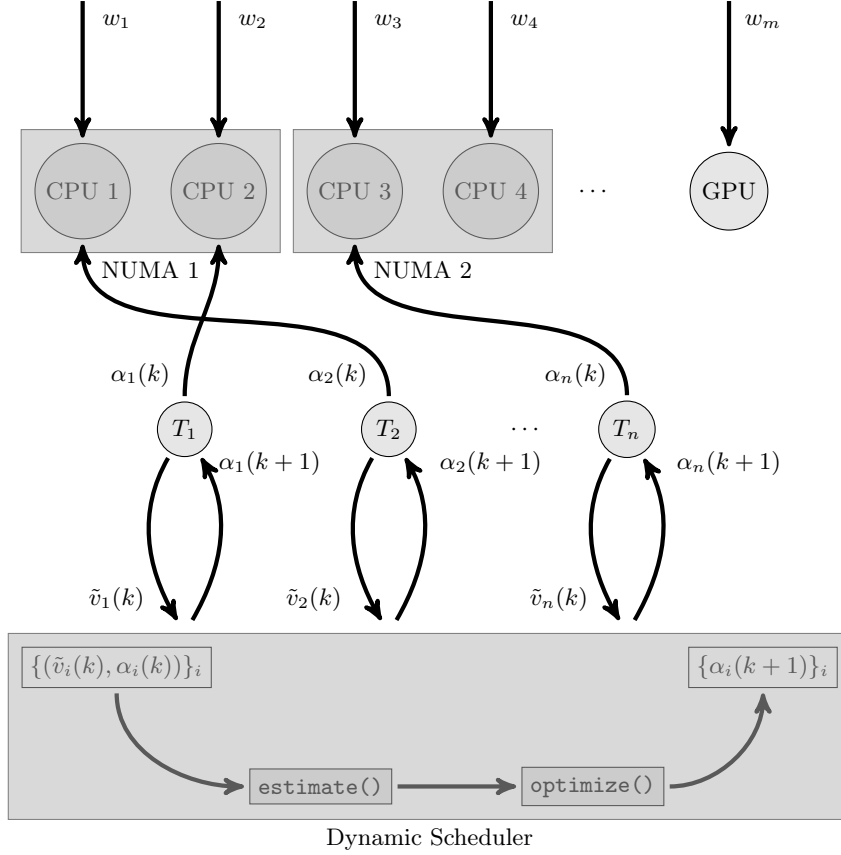 w₁ w₂ w₃ w₄ wₘ
CPU 1 CPU 2 CPU 3 CPU 4 ··· GPU
NUMA 1 NUMA 2
α₁(k) α₂(k) αₙ(k)
T₁ T₂ ··· Tₙ
α₁(k + 1) α₂(k + 1) αₙ(k + 1)
ṽ₁(k) ṽ₂(k) ṽₙ(k)
{(ṽᵢ(k), αᵢ(k))}ᵢ {αᵢ(k + 1)}ᵢ
estimate() optimize()
Dynamic Scheduler